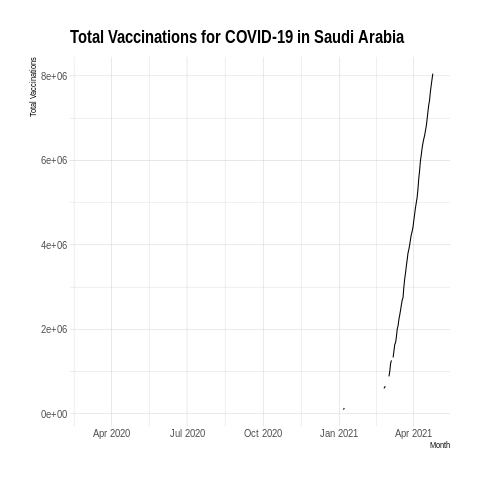 Total Vaccinations for COVID-19 in Saudi Arabia
Total Vaccinations
8e+06
6e+06
4e+06
2e+06
0e+00
Apr 2020 Jul 2020 Oct 2020 Jan 2021 Apr 2021
Month